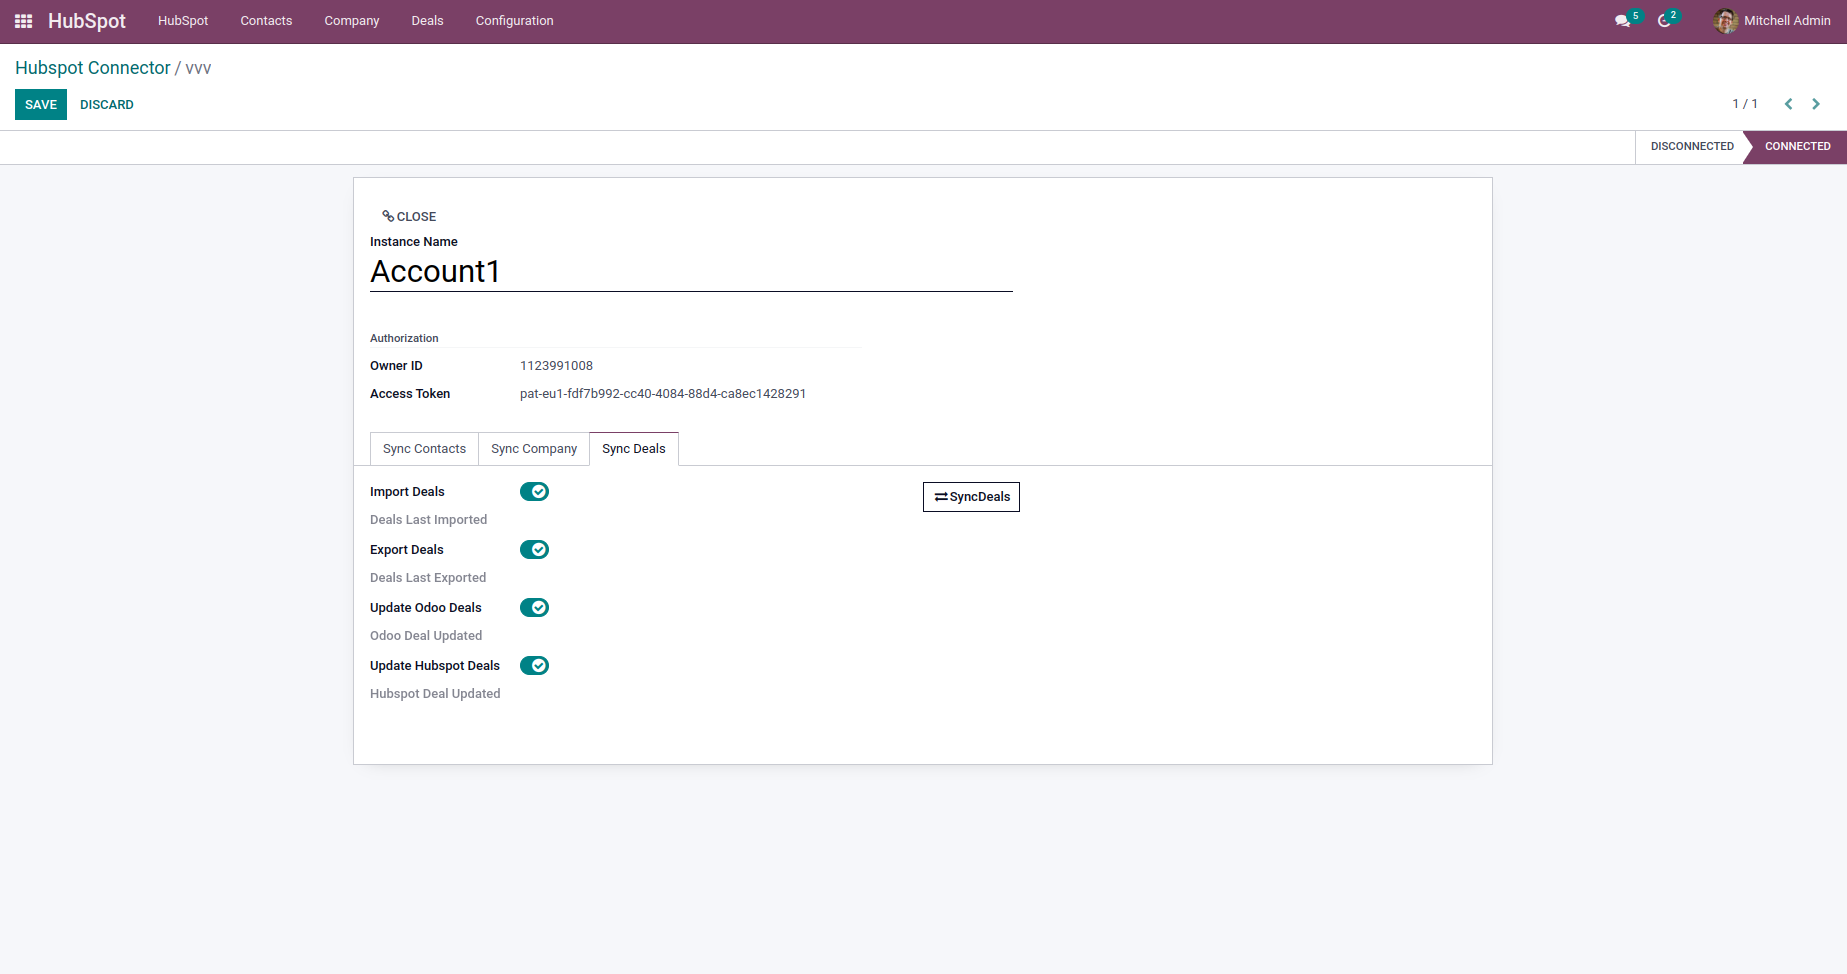 HubSpot HubSpot Contacts Company Deals Configuration 5 2 Mitchell Admin
Hubspot Connector / vvv
SAVE DISCARD 1 / 1
DISCONNECTED CONNECTED
CLOSE
Instance Name
Account1
Authorization
Owner ID 1123991008
Access Token pat-eu1-fdf7b992-cc40-4084-88d4-ca8ec1428291
Sync Contacts Sync Company Sync Deals
Import Deals SyncDeals
Deals Last Imported
Export Deals
Deals Last Exported
Update Odoo Deals
Odoo Deal Updated
Update Hubspot Deals
Hubspot Deal Updated